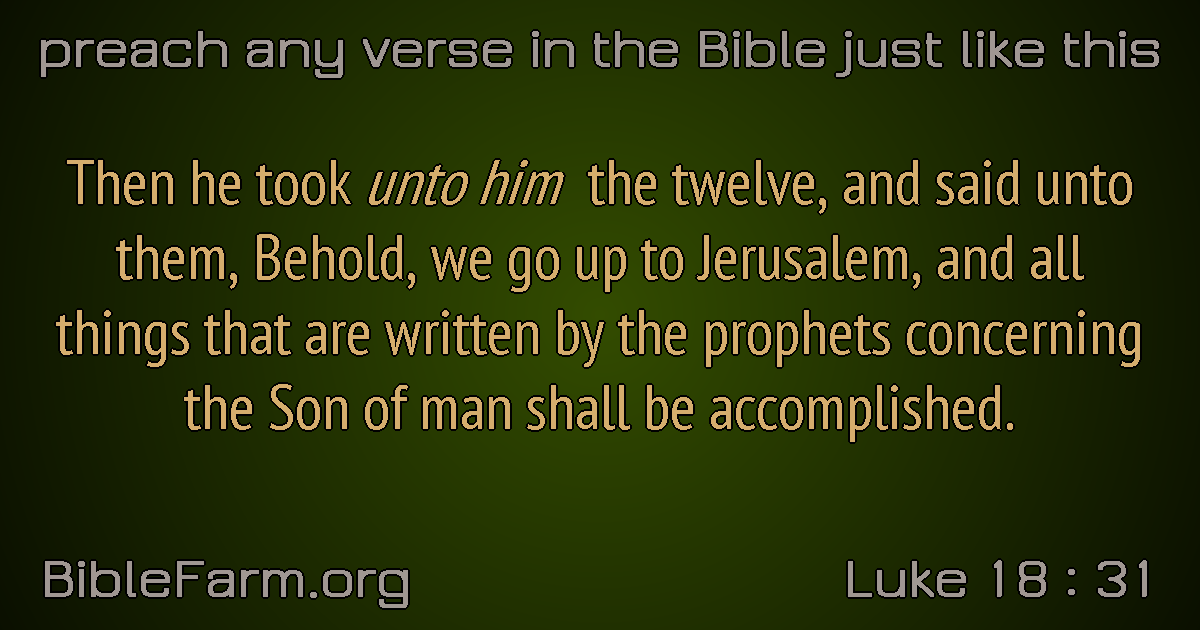 preach any verse in the Bible just like this
Then he took unto him the twelve, and said unto
them, Behold, we go up to Jerusalem, and all
things that are written by the prophets concerning
the Son of man shall be accomplished.
BibleFarm.org
Luke 18 : 31